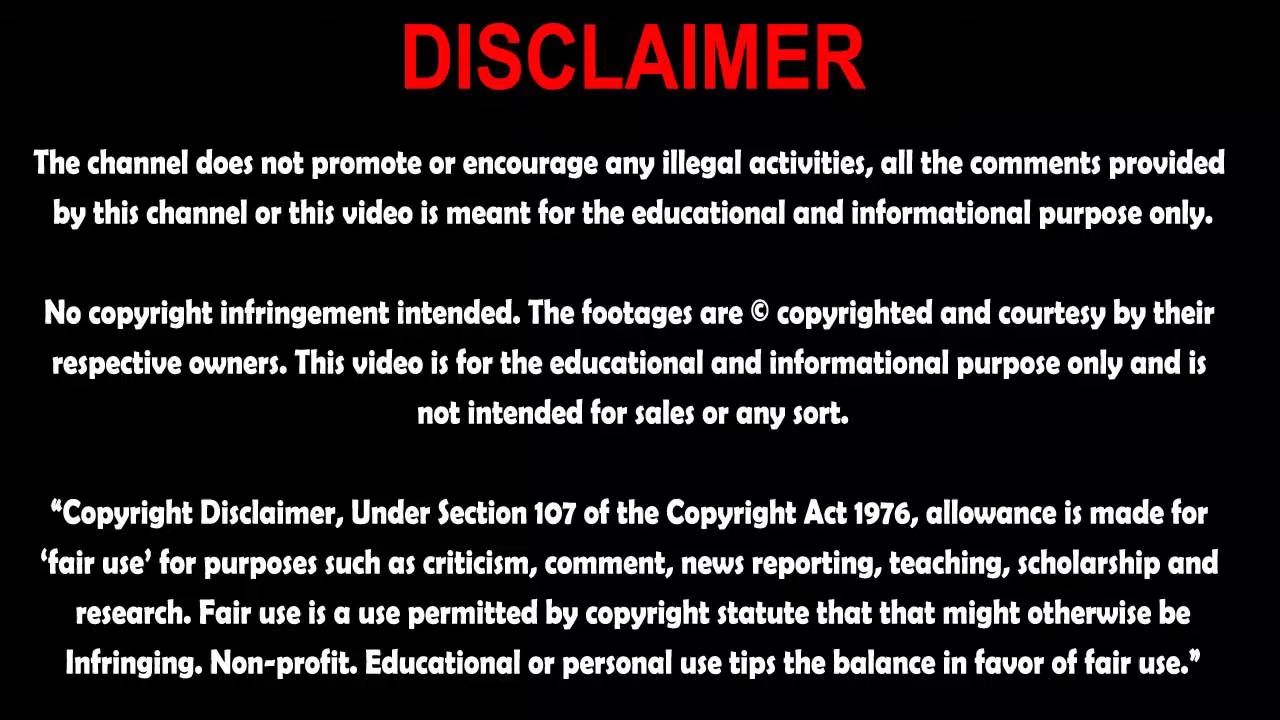 DISCLAIMER
The channel does not promote or encourage any illegal activities, all the comments provided
by this channel or this video is meant for the educational and informational purpose only.
No copyright infringement intended. The footages are © copyrighted and courtesy by their
respective owners. This video is for the educational and informational purpose only and is
not intended for sales or any sort.
“Copyright Disclaimer, Under Section 107 of the Copyright Act 1976, allowance is made for
‘fair use’ for purposes such as criticism, comment, news reporting, teaching, scholarship and
research. Fair use is a use permitted by copyright statute that that might otherwise be
Infringing. Non-profit. Educational or personal use tips the balance in favor of fair use.”